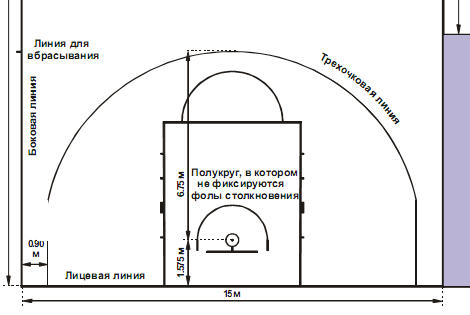 Линия для
вбрасывания
Трехочковая линия
Боковая линия
Полукруг, в котором
не фиксируются
фолы столкновения
6.75 м
1.575 м
0.90
м
Лицевая линия
15 м